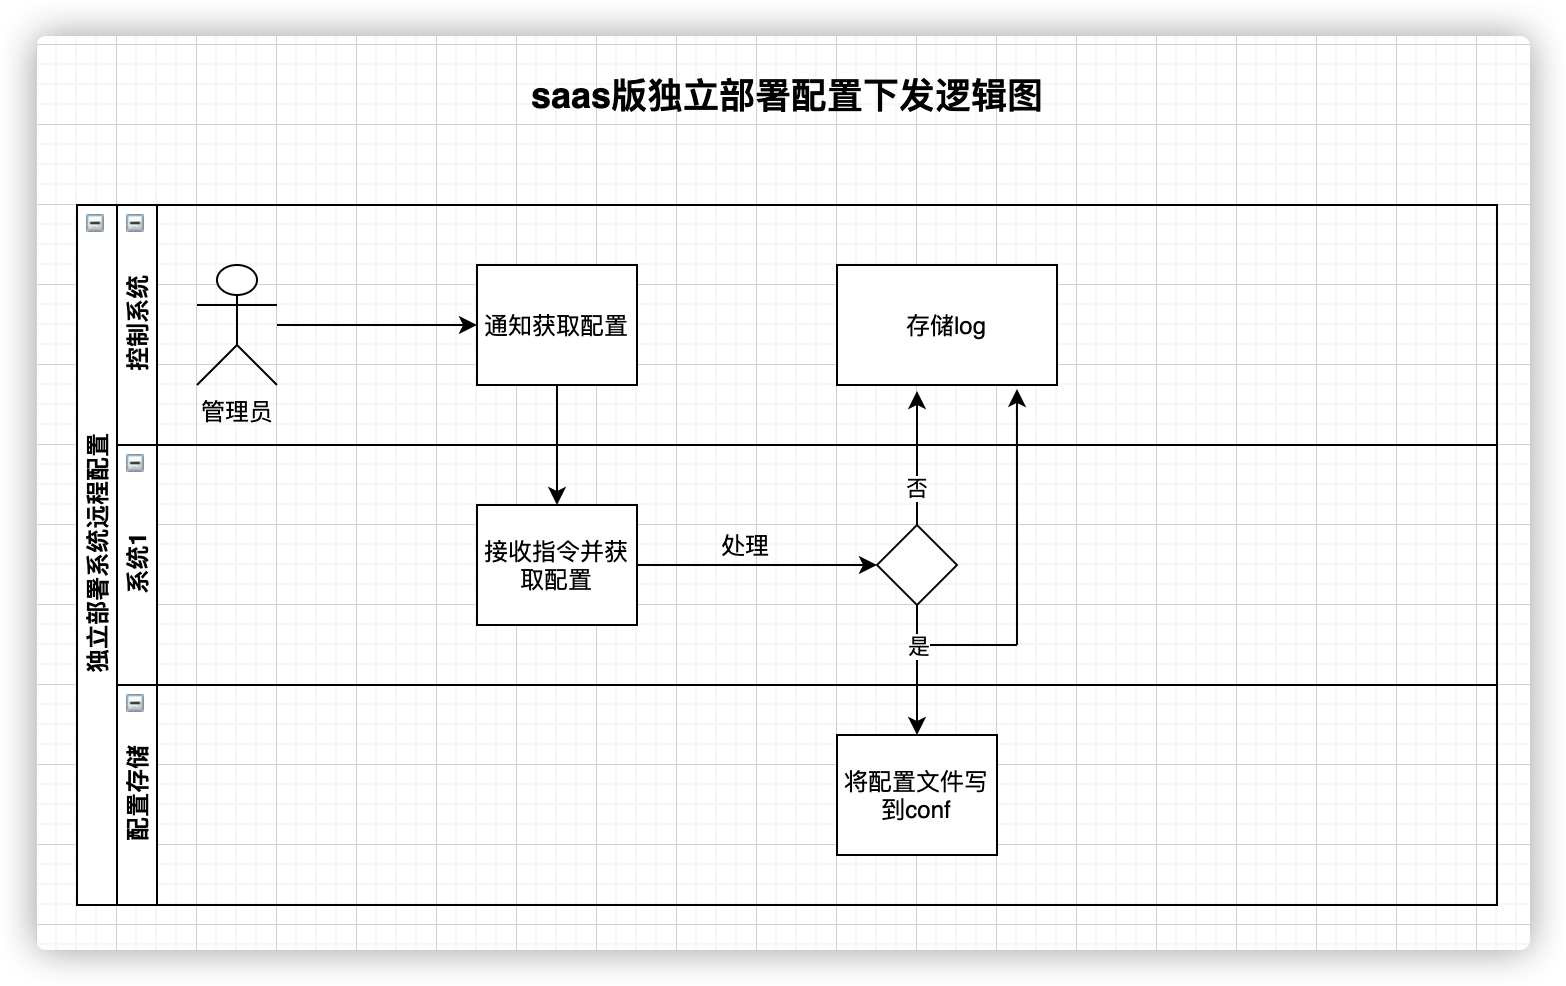 saas版独立部署配置下发逻辑图
独立部署系统远程配置
控制系统
管理员
通知获取配置
存储log
系统1
接收指令并获
取配置
处理
否
是
配置存储
将配置文件写
到conf